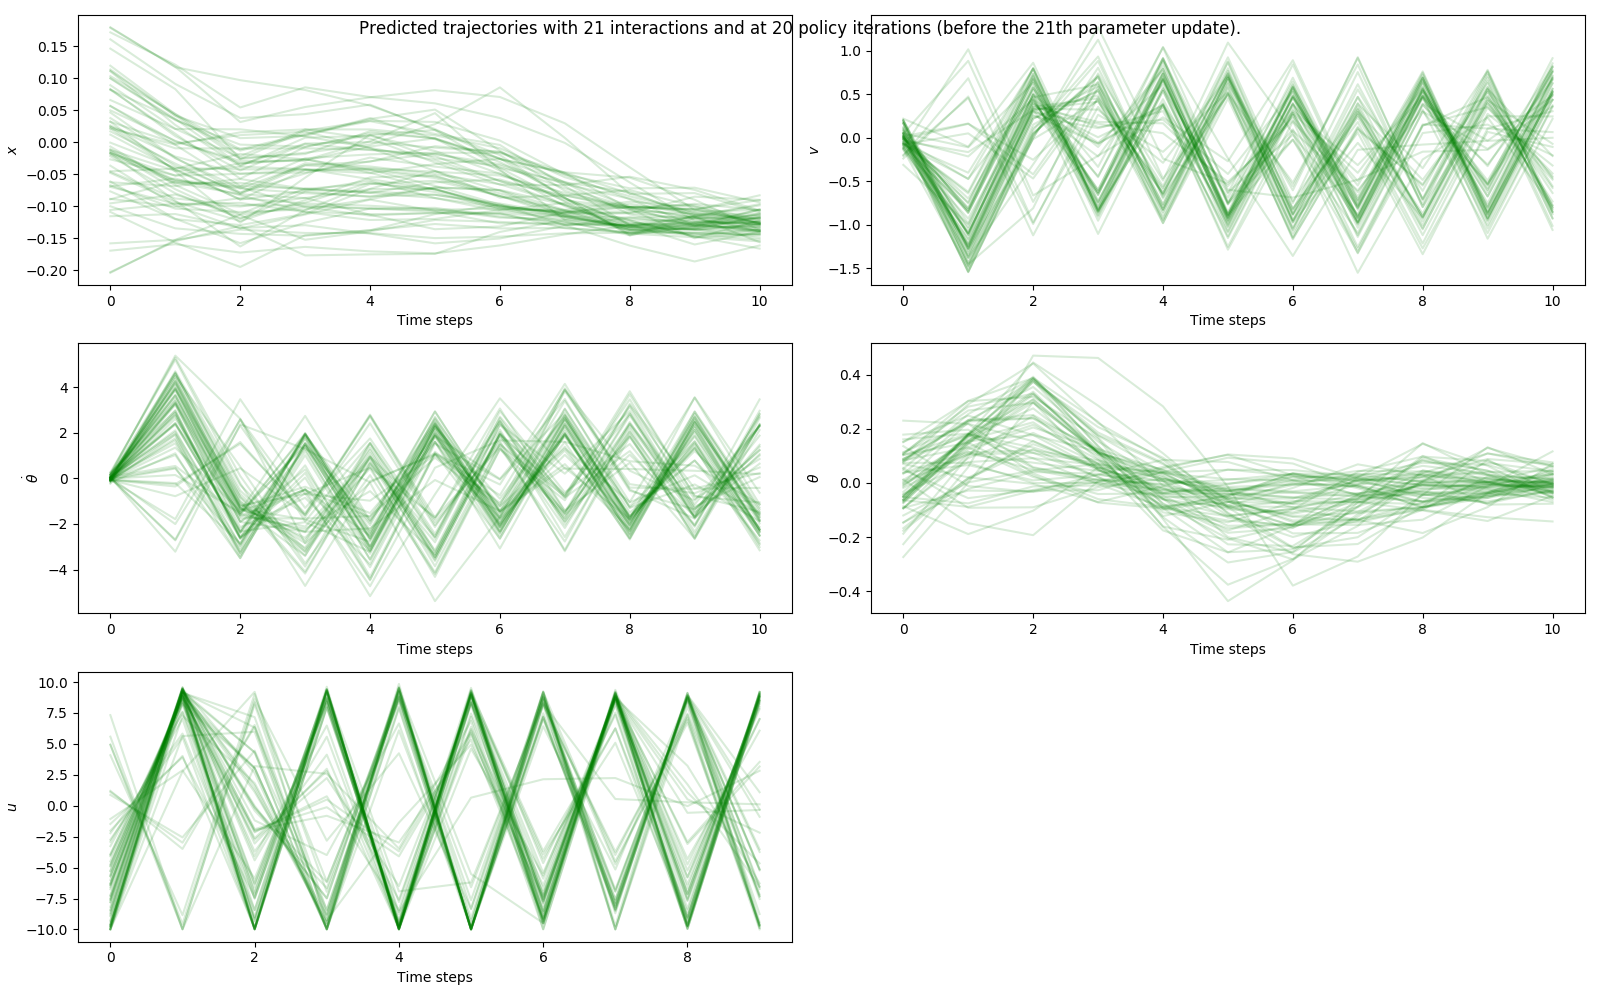 Predicted trajectories with 21 interactions and at 20 policy iterations (before the 21th parameter update).
0.15
0.10
0.05
0.00
−0.05
−0.10
−0.15
−0.20
x
0 2 4 6 8 10
Time steps
1.0
0.5
0.0
−0.5
−1.0
−1.5
v
0 2 4 6 8 10
Time steps
4
2
0
−2
−4
θ̇
0 2 4 6 8 10
Time steps
0.4
0.2
0.0
−0.2
−0.4
θ
0 2 4 6 8 10
Time steps
10.0
7.5
5.0
2.5
0.0
−2.5
−5.0
−7.5
−10.0
u
0 2 4 6 8
Time steps